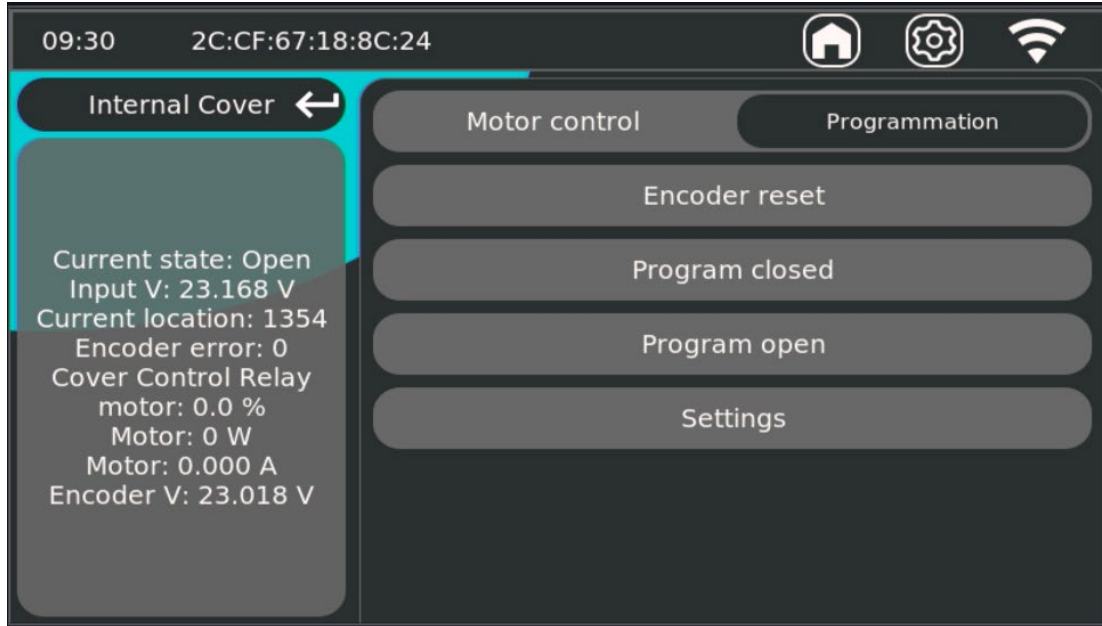 09:30 2C:CF:67:18:8C:24
Internal Cover
Current state: Open
Input V: 23.168 V
Current location: 1354
Encoder error: 0
Cover Control Relay
motor: 0.0 %
Motor: 0 W
Motor: 0.000 A
Encoder V: 23.018 V
Motor control Programmation
Encoder reset
Program closed
Program open
Settings